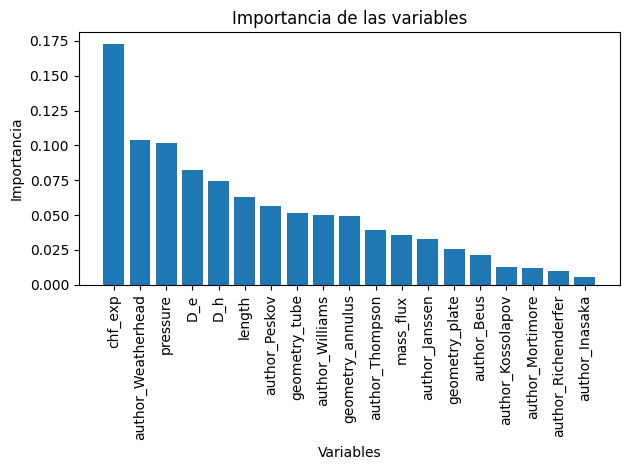 Importancia de las variables
Importancia
0.175
0.150
0.125
0.100
0.075
0.050
0.025
0.000
chf_exp
author_Weatherhead
pressure
D_e
D_h
length
author_Peskov
geometry_tube
author_Williams
geometry_annulus
author_Thompson
mass_flux
author_Janssen
geometry_plate
author_Beus
author_Kossolapov
author_Mortimore
author_Richenderfer
author_Inasaka
Variables